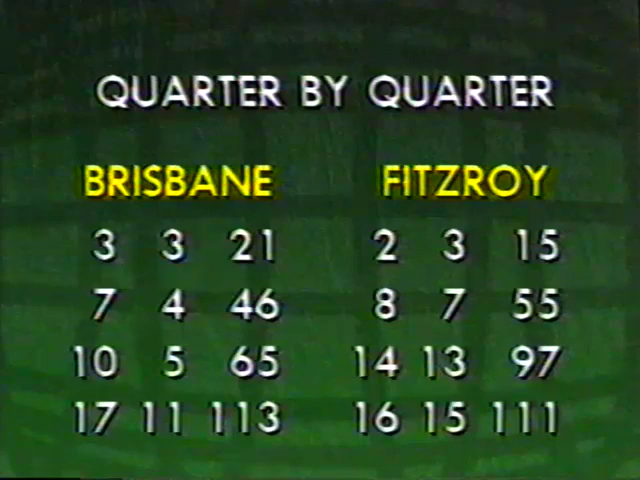 QUARTER BY QUARTER
BRISBANE FITZROY
3 3 21 2 3 15
7 4 46 8 7 55
10 5 65 14 13 97
17 11 113 16 15 111